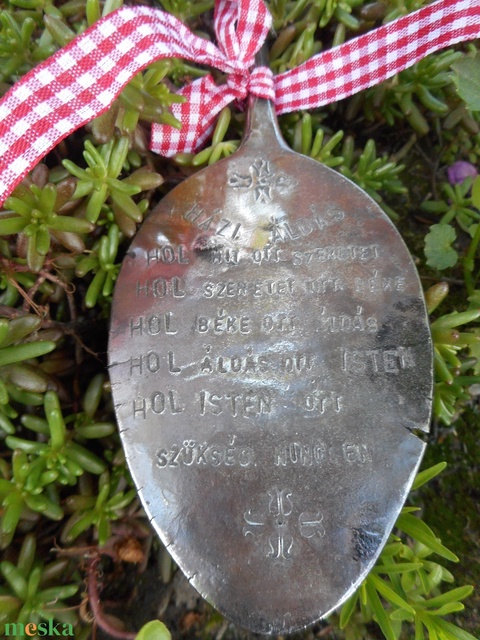 HÁZI ÁLDÁS
HOL HIT OTT SZERETET
HOL SZERETET OTT BÉKE
HOL BÉKE OTT ÁLDÁS
HOL ÁLDÁS OTT ISTEN
HOL ISTEN OTT
SZÜKSÉG NINCSEN
meska